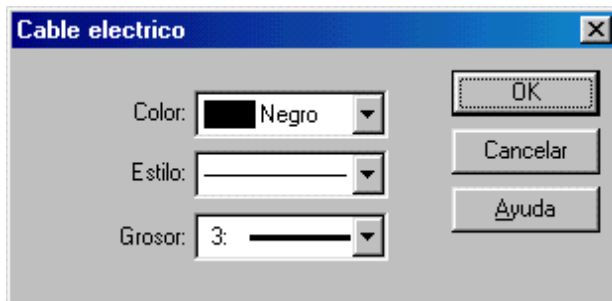 Cable electrico
Color: Negro
Estilo:
Grosor: 3:
OK
Cancelar
Ayuda